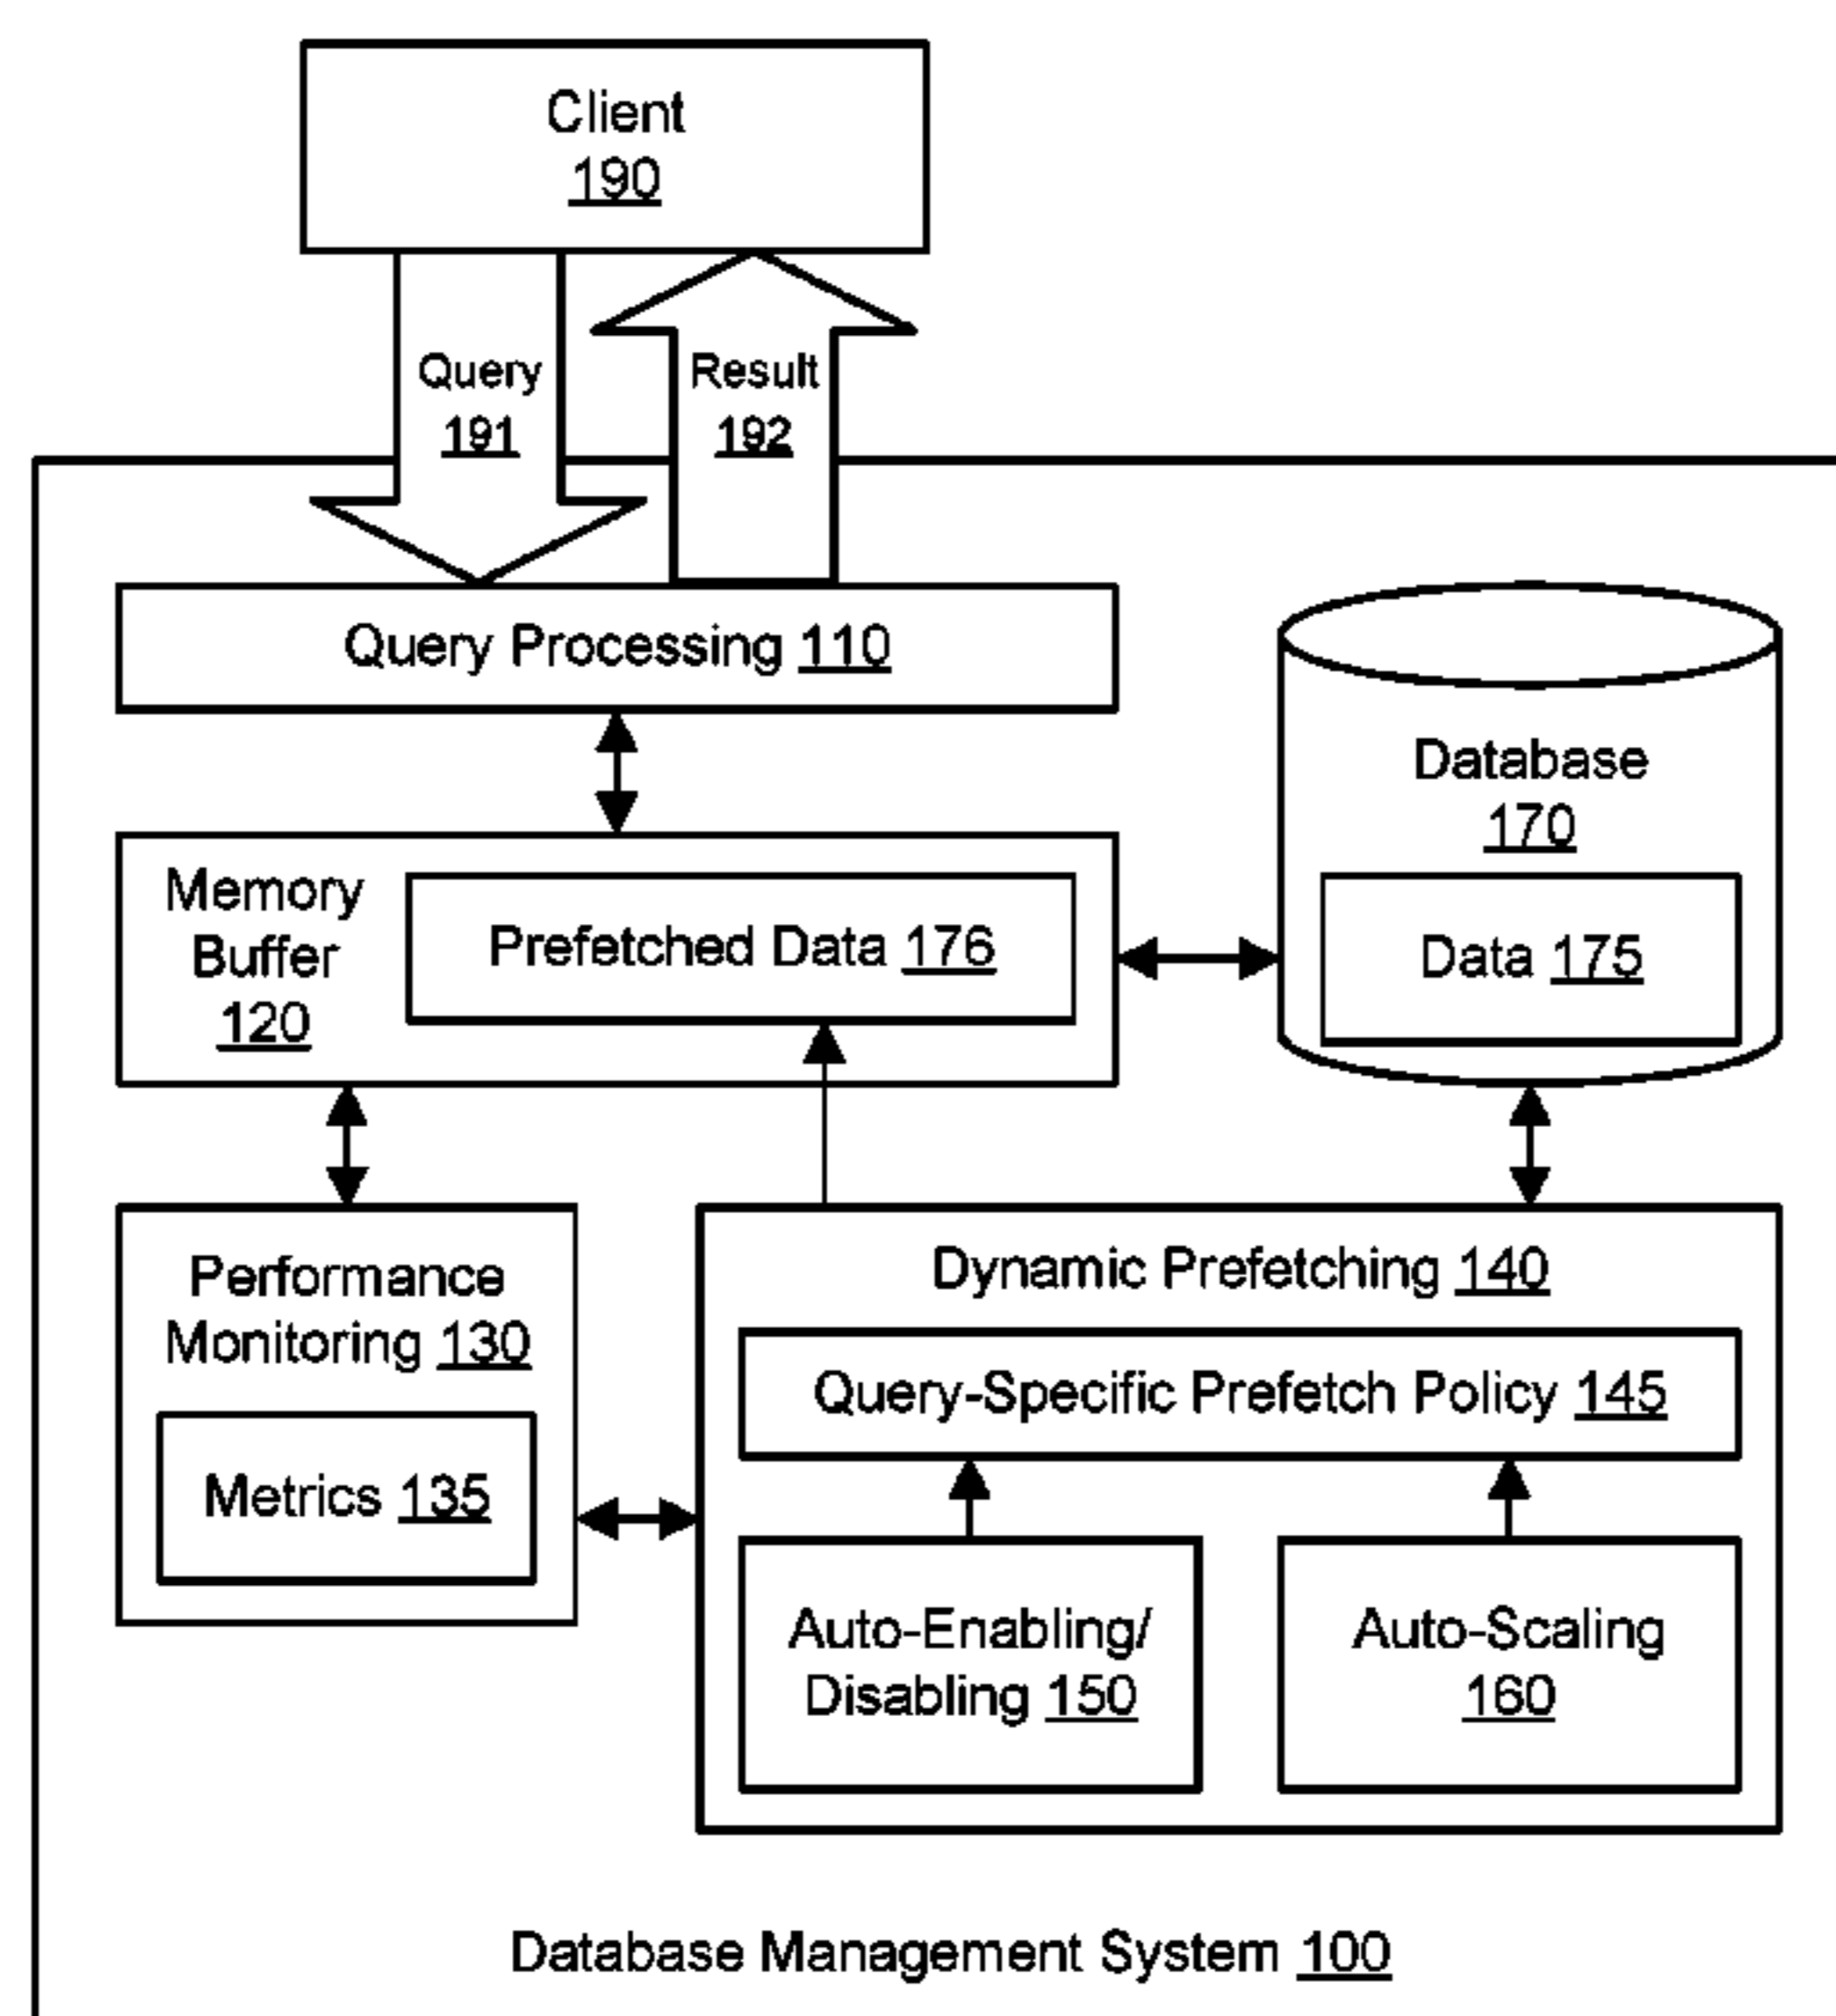 Client
190
Query
191
Result
192
Query Processing 110
Database
170
Data 175
Memory
Buffer
120
Prefetched Data 176
Performance
Monitoring 130
Metrics 135
Dynamic Prefetching 140
Query-Specific Prefetch Policy 145
Auto-Enabling/
Disabling 150
Auto-Scaling
160
Database Management System 100